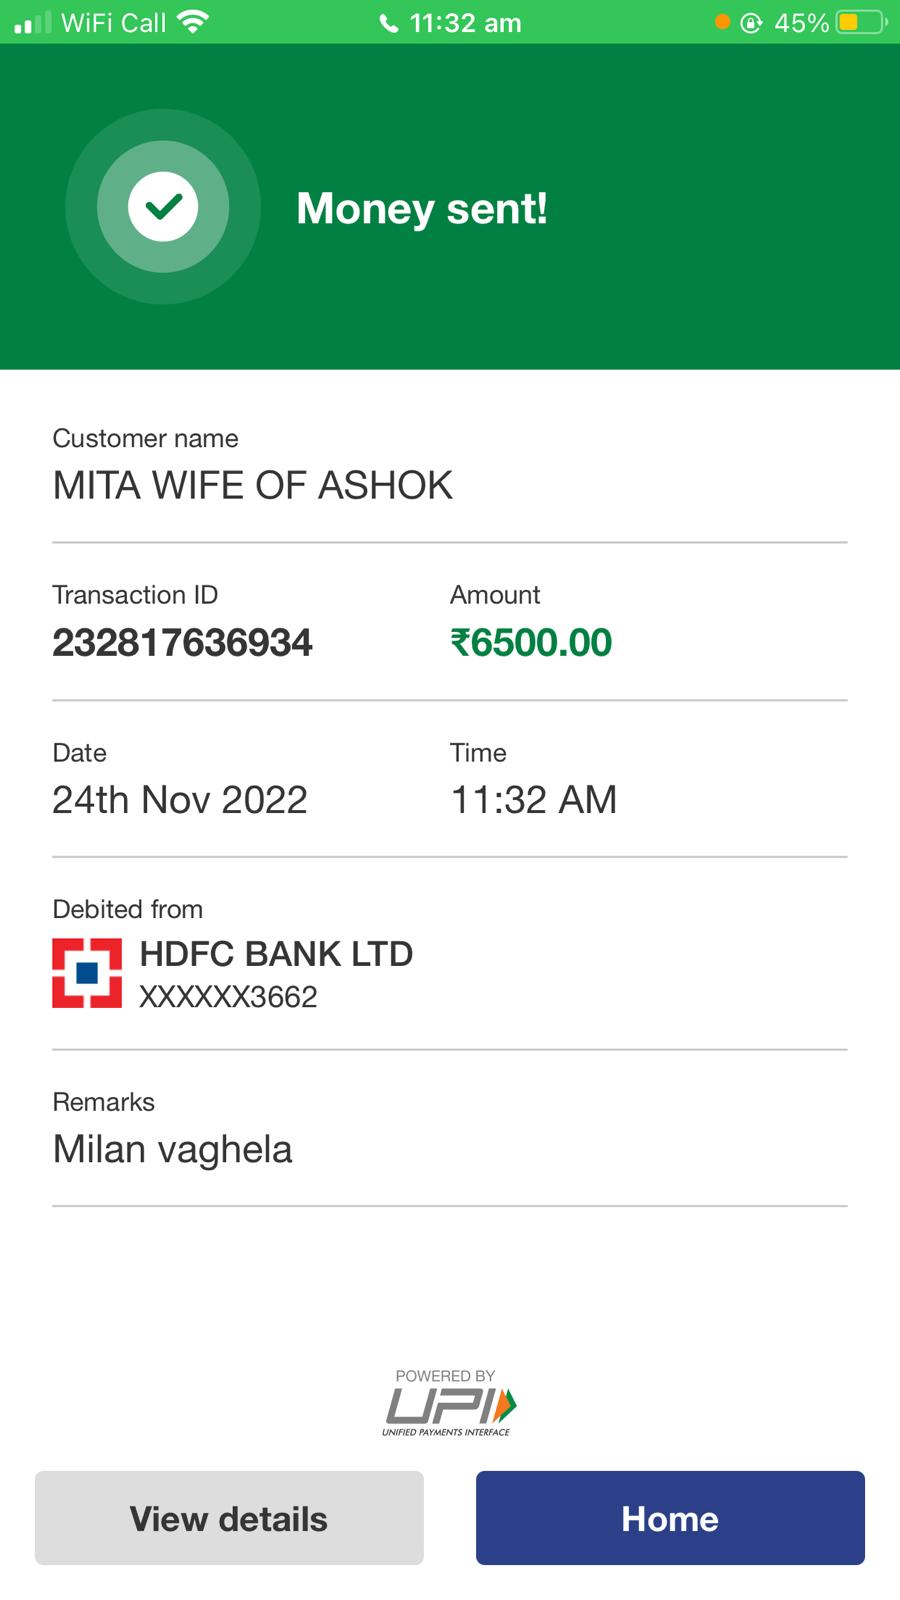 WiFi Call 11:32 am 45%
Money sent!
Customer name
MITA WIFE OF ASHOK
Transaction ID Amount
232817636934 ₹6500.00
Date Time
24th Nov 2022 11:32 AM
Debited from
HDFC BANK LTD
XXXXXX3662
Remarks
Milan vaghela
POWERED BY
UPI
UNIFIED PAYMENTS INTERFACE
View details Home